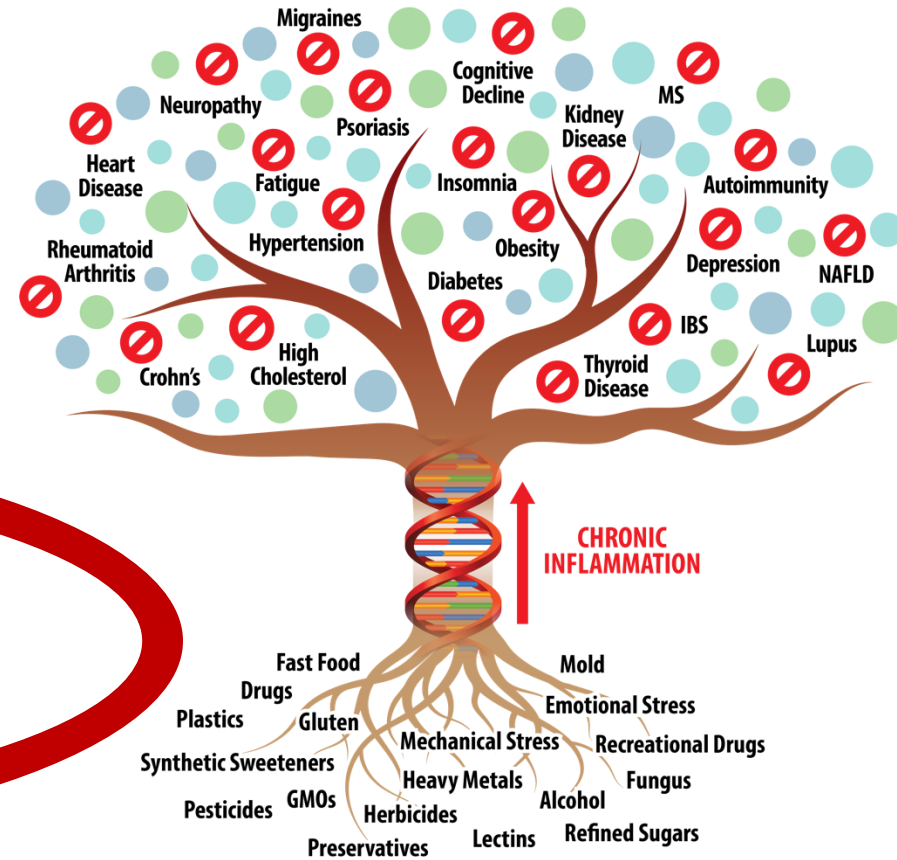 Migraines
Cognitive
Decline
MS
Neuropathy
Psoriasis
Kidney
Disease
Heart
Disease
Fatigue
Insomnia
Autoimmunity
Hypertension
Obesity
Rheumatoid
Arthritis
Diabetes
Depression
NAFLD
IBS
Lupus
Crohn's
High
Cholesterol
Thyroid
Disease
CHRONIC
INFLAMMATION
Fast Food
Mold
Drugs
Emotional Stress
Plastics
Gluten
Mechanical Stress
Recreational Drugs
Synthetic Sweeteners
Heavy Metals
Fungus
Pesticides
GMOs
Herbicides
Alcohol
Preservatives
Lectins
Refined Sugars